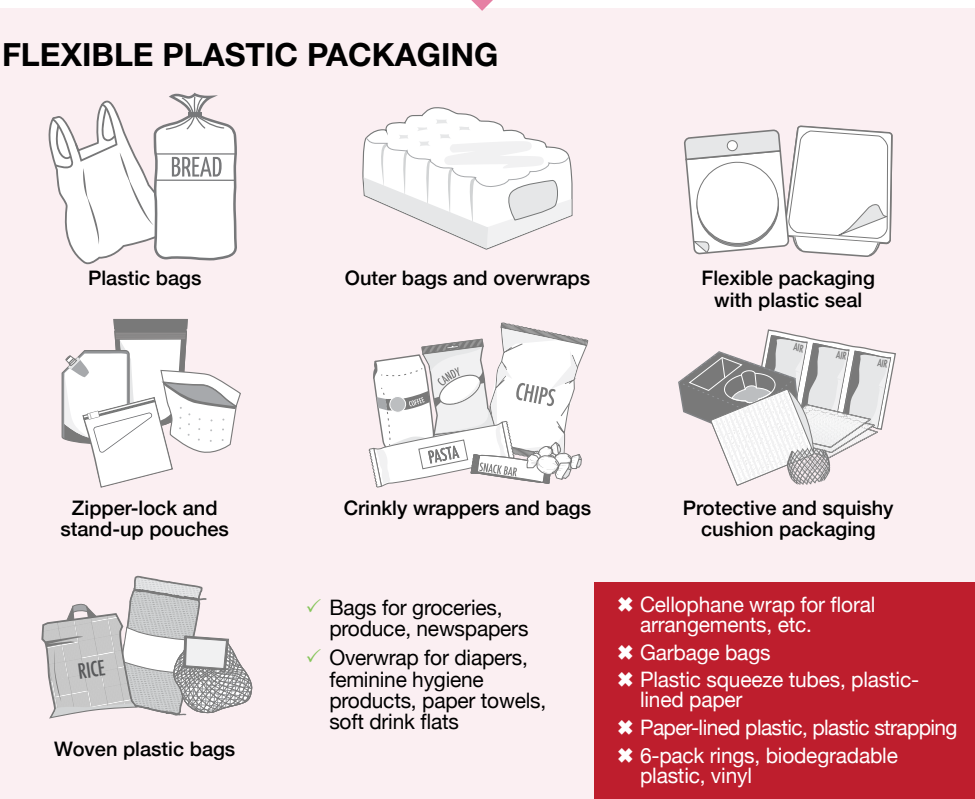 FLEXIBLE PLASTIC PACKAGING
BREAD
Plastic bags
Outer bags and overwraps
Flexible packaging
with plastic seal
COFFEE
CANDY
CHIPS
PASTA
SNACK BAR
AIR
AIR
AIR
Zipper-lock and
stand-up pouches
Crinkly wrappers and bags
Protective and squishy
cushion packaging
RICE
Woven plastic bags
✓ Bags for groceries,
produce, newspapers
✓ Overwrap for diapers,
feminine hygiene
products, paper towels,
soft drink flats
✖ Cellophane wrap for floral
arrangements, etc.
✖ Garbage bags
✖ Plastic squeeze tubes, plastic-
lined paper
✖ Paper-lined plastic, plastic strapping
✖ 6-pack rings, biodegradable
plastic, vinyl